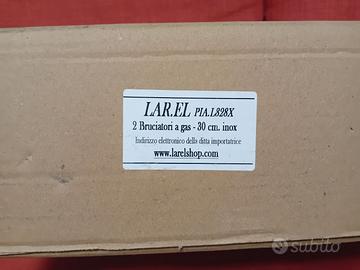 LAR.EL PIA.L828X
2 Bruciatori a gas - 30 cm. inox
Indirizzo elettronico della ditta importatrice
www.larelshop.com
subito